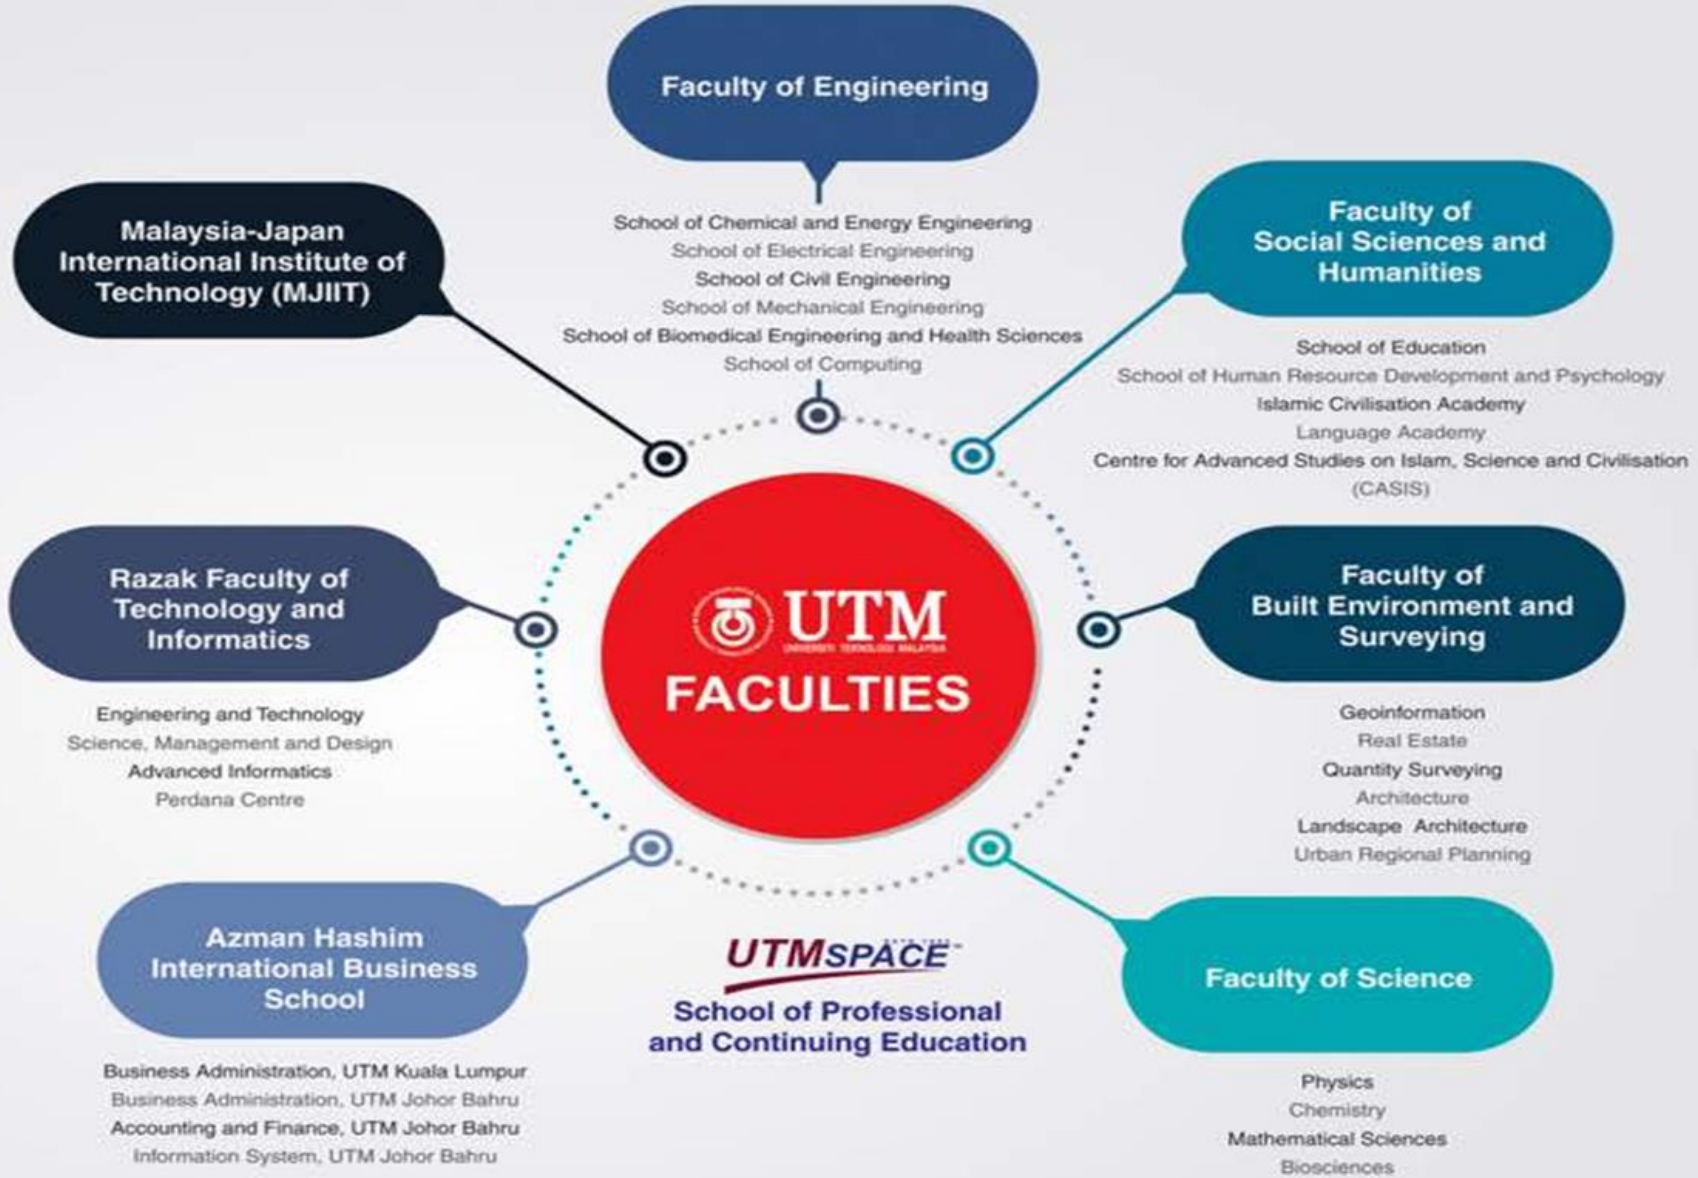 Faculty of Engineering
School of Chemical and Energy Engineering
School of Electrical Engineering
School of Civil Engineering
School of Mechanical Engineering
School of Biomedical Engineering and Health Sciences
School of Computing
Malaysia-Japan
International Institute of
Technology (MJIIT)
Faculty of
Social Sciences and
Humanities
School of Education
School of Human Resource Development and Psychology
Islamic Civilisation Academy
Language Academy
Centre for Advanced Studies on Islam, Science and Civilisation
(CASIS)
Razak Faculty of
Technology and
Informatics
Engineering and Technology
Science, Management and Design
Advanced Informatics
Perdana Centre
UTM
UNIVERSITI TEKNOLOGI MALAYSIA
FACULTIES
Faculty of
Built Environment and
Surveying
Geoinformation
Real Estate
Quantity Surveying
Architecture
Landscape Architecture
Urban Regional Planning
Azman Hashim
International Business
School
Business Administration, UTM Kuala Lumpur
Business Administration, UTM Johor Bahru
Accounting and Finance, UTM Johor Bahru
Information System, UTM Johor Bahru
UTMSPACE
School of Professional
and Continuing Education
Faculty of Science
Physics
Chemistry
Mathematical Sciences
Biosciences